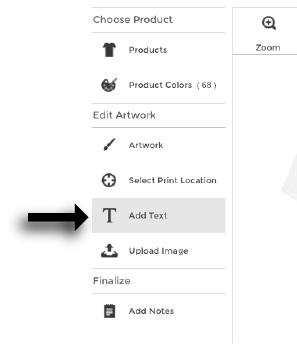 Choose Product
Products
Product Colors ( 68 )
Zoom
Edit Artwork
Artwork
Select Print Location
T Add Text
Upload Image
Finalize
Add Notes